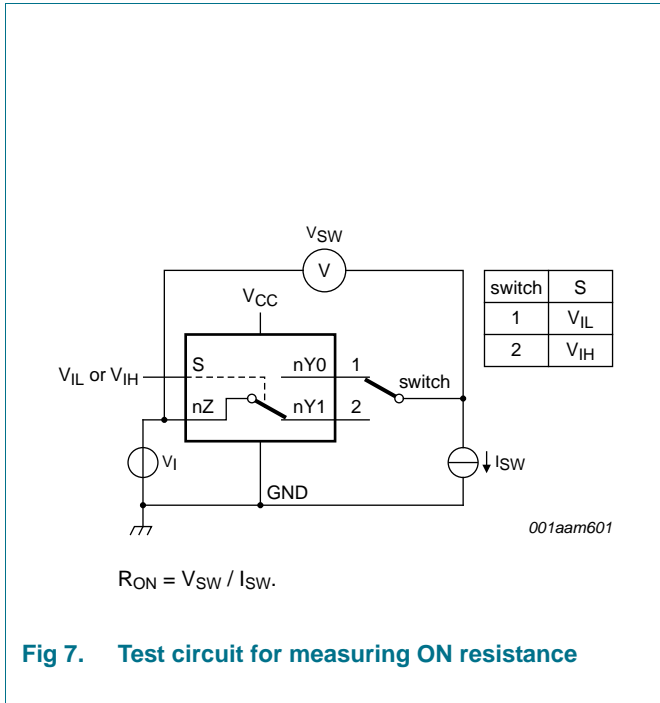 VSW
V
VCC
switch S
1 VIL
2 VIH
VIL or VIH
S nY0 1
switch
nZ nY1 2
VI
ISW
GND
001aam601
RON = VSW / ISW.
Fig 7. Test circuit for measuring ON resistance